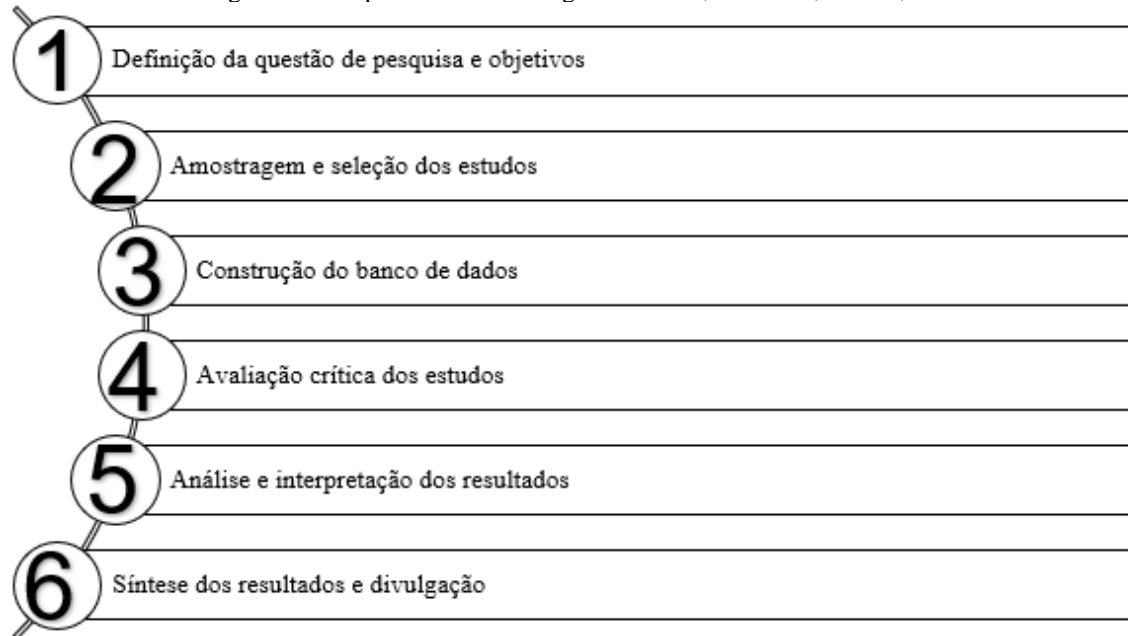 1 Definição da questão de pesquisa e objetivos
2 Amostragem e seleção dos estudos
3 Construção do banco de dados
4 Avaliação crítica dos estudos
5 Análise e interpretação dos resultados
6 Síntese dos resultados e divulgação